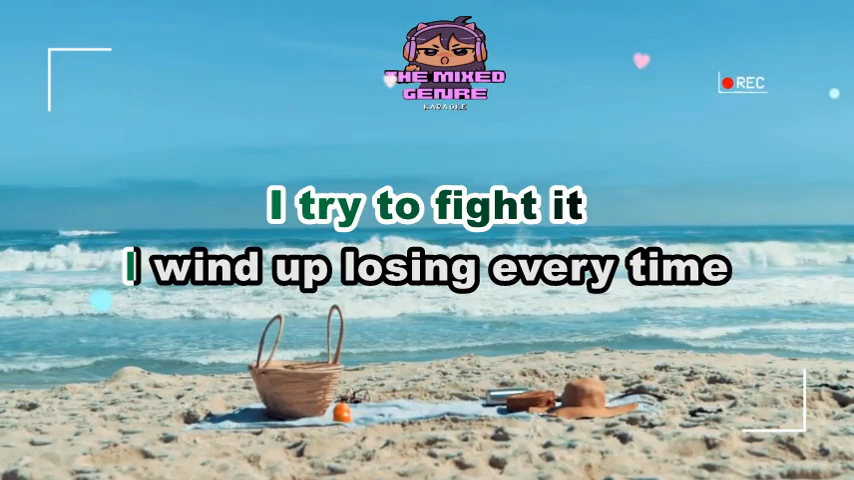 THE MIXED
GENRE
KARAOKE
REC
I try to fight it
I wind up losing every time